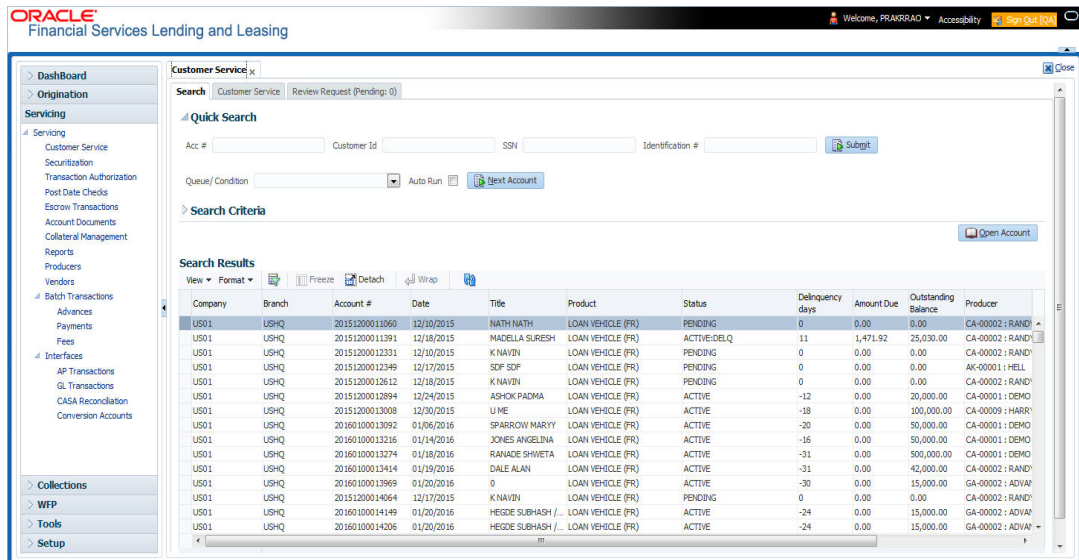 ORACLE
Financial Services Lending and Leasing
Welcome, PRAKRRAO Accessibility Sign Out [QA]
Close
DashBoard
Origination
Servicing
Servicing
Customer Service
Securitization
Transaction Authorization
Post Date Checks
Escrow Transactions
Account Documents
Collateral Management
Reports
Producers
Vendors
Batch Transactions
Advances
Payments
Fees
Interfaces
AP Transactions
GL Transactions
CASA Reconciliation
Conversion Accounts
Collections
WFP
Tools
Setup
Customer Service x
Search Customer Service Review Request (Pending: 0)
Quick Search
Acc # Customer Id SSN Identification # Submit
Queue/ Condition Auto Run Next Account
Search Criteria
Open Account
Search Results
View Format Freeze Detach Wrap
Company Branch Account # Date Title Product Status Delinquency days Amount Due Outstanding Balance Producer
US01 USHQ 20151200011060 12/10/2015 NATH NATH LOAN VEHICLE (FR) PENDING 0 0.00 0.00 CA-00002 : RANDY
US01 USHQ 20151200011391 12/18/2015 MADELLA SURESH LOAN VEHICLE (FR) ACTIVE:DELQ 11 1,471.92 25,030.00 CA-00002 : RANDY
US01 USHQ 20151200012331 12/10/2015 K NAVIN LOAN VEHICLE (FR) PENDING 0 0.00 0.00 CA-00002 : RANDY
US01 USHQ 20151200012349 12/17/2015 SDF SDF LOAN VEHICLE (FR) PENDING 0 0.00 0.00 AK-00001 : HELL
US01 USHQ 20151200012612 12/18/2015 K NAVIN LOAN VEHICLE (FR) PENDING 0 0.00 0.00 CA-00002 : RANDY
US01 USHQ 20151200012894 12/24/2015 ASHOK PADMA LOAN VEHICLE (FR) ACTIVE -12 0.00 20,000.00 CA-00001 : DEMO
US01 USHQ 20151200013008 12/30/2015 U ME LOAN VEHICLE (FR) ACTIVE -18 0.00 100,000.00 CA-00009 : HARRY
US01 USHQ 20160100013092 01/06/2016 SPARROW MARYY LOAN VEHICLE (FR) ACTIVE -20 0.00 50,000.00 CA-00001 : DEMO
US01 USHQ 20160100013216 01/14/2016 JONES ANGELINA LOAN VEHICLE (FR) ACTIVE -16 0.00 50,000.00 CA-00001 : DEMO
US01 USHQ 20160100013274 01/18/2016 RANADE SHWETA LOAN VEHICLE (FR) ACTIVE -31 0.00 500,000.00 CA-00001 : DEMO
US01 USHQ 20160100013414 01/19/2016 DALE ALAN LOAN VEHICLE (FR) ACTIVE -31 0.00 42,000.00 CA-00002 : RANDY
US01 USHQ 20160100013969 01/20/2016 0 LOAN VEHICLE (FR) ACTIVE -30 0.00 15,000.00 GA-00002 : ADVAN
US01 USHQ 20151200014064 12/17/2015 K NAVIN LOAN VEHICLE (FR) PENDING 0 0.00 0.00 CA-00002 : RANDY
US01 USHQ 20160100014149 01/20/2016 HEGDE SUBHASH /... LOAN VEHICLE (FR) ACTIVE -24 0.00 15,000.00 GA-00002 : ADVAN
US01 USHQ 20160100014206 01/20/2016 HEGDE SUBHASH /... LOAN VEHICLE (FR) ACTIVE -24 0.00 15,000.00 GA-00002 : ADVAN